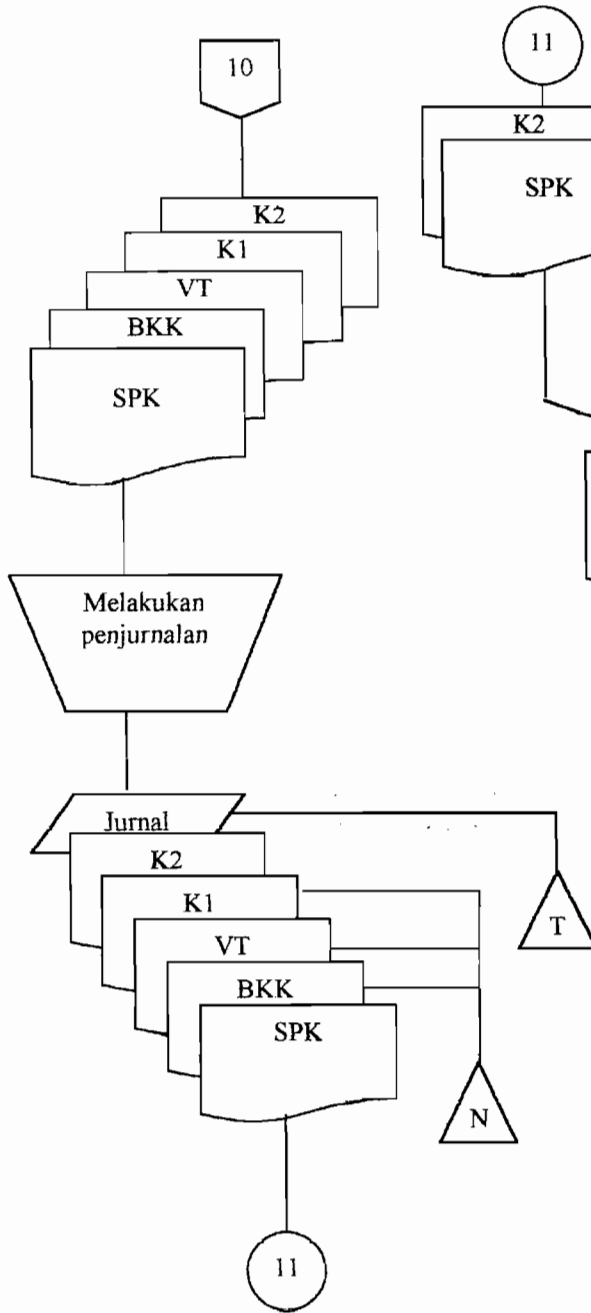 10
K2
K1
VT
BKK
SPK
Melakukan
penjurnalan
Jurnal
K2
K1
VT
BKK
SPK
T
N
11
11
K2
SPK